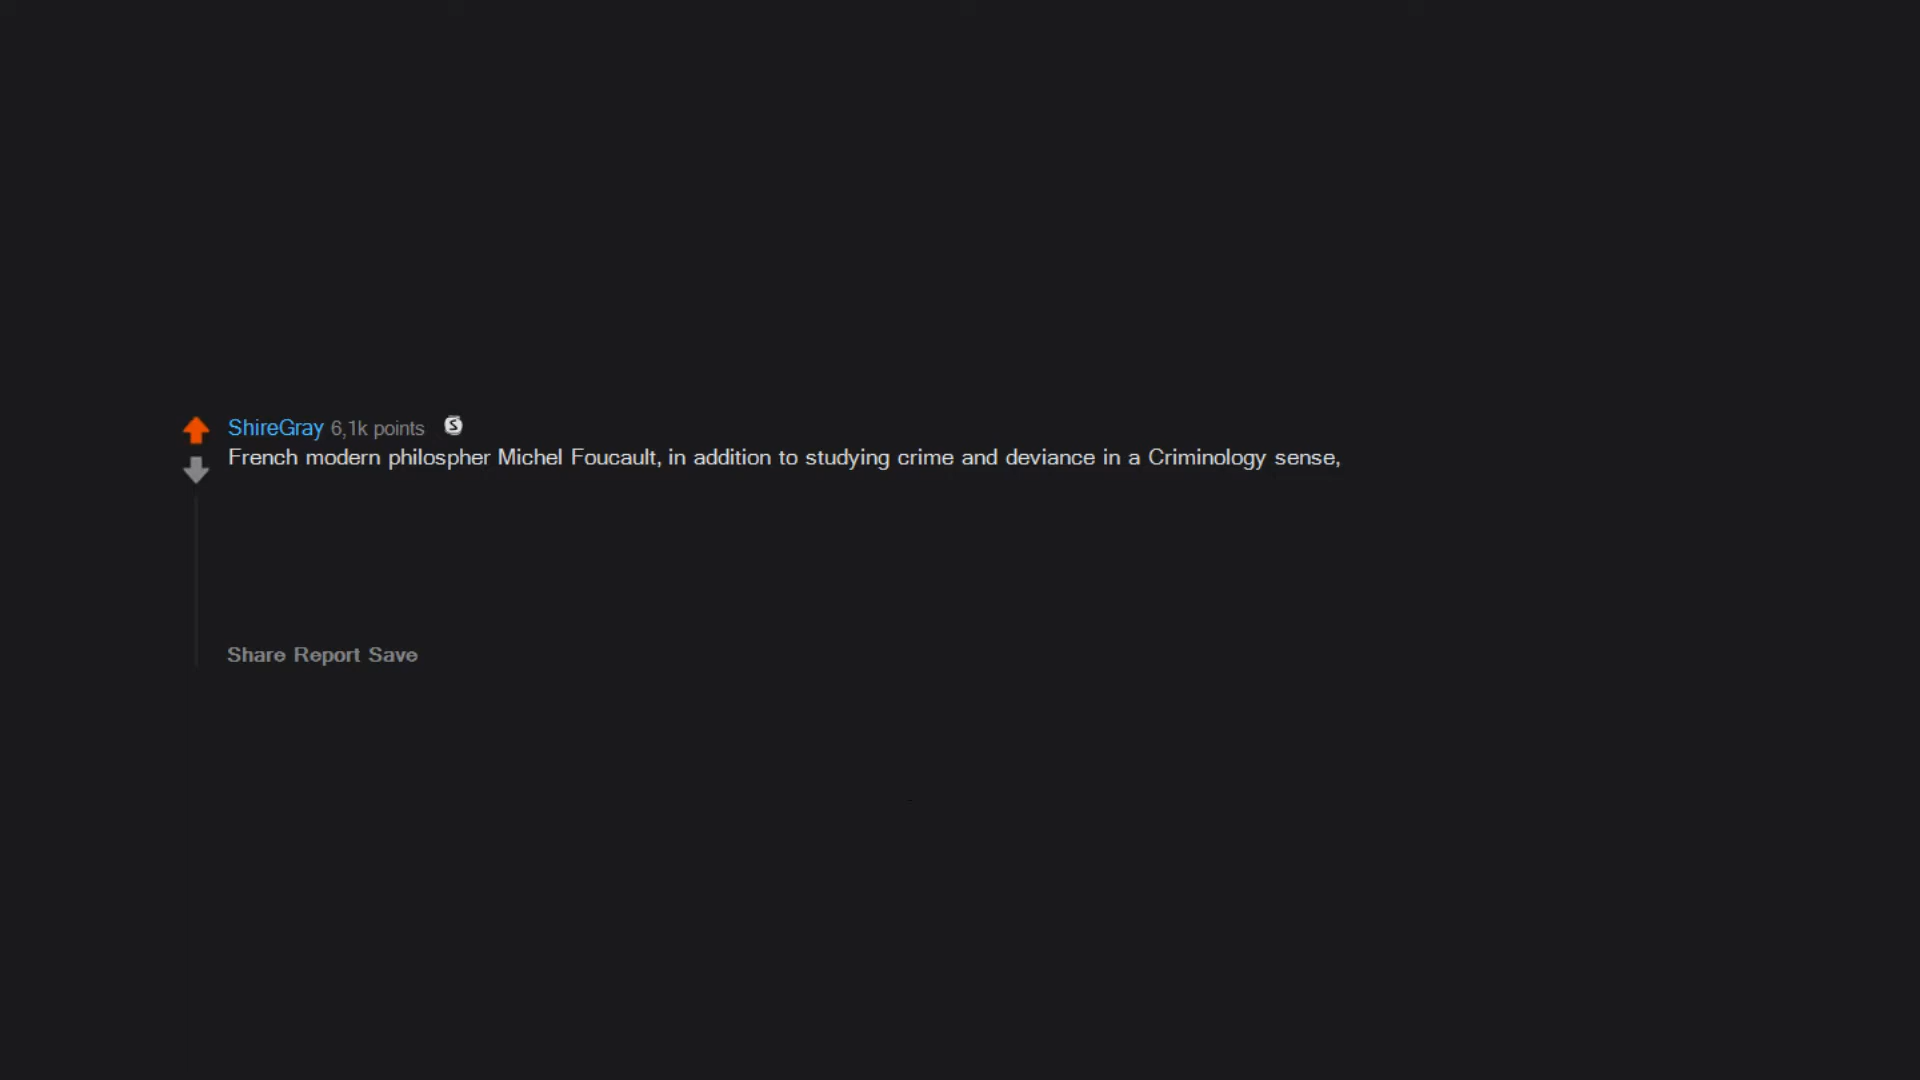 ShireGray 6,1k points S
French modern philospher Michel Foucault, in addition to studying crime and deviance in a Criminology sense,
Share Report Save